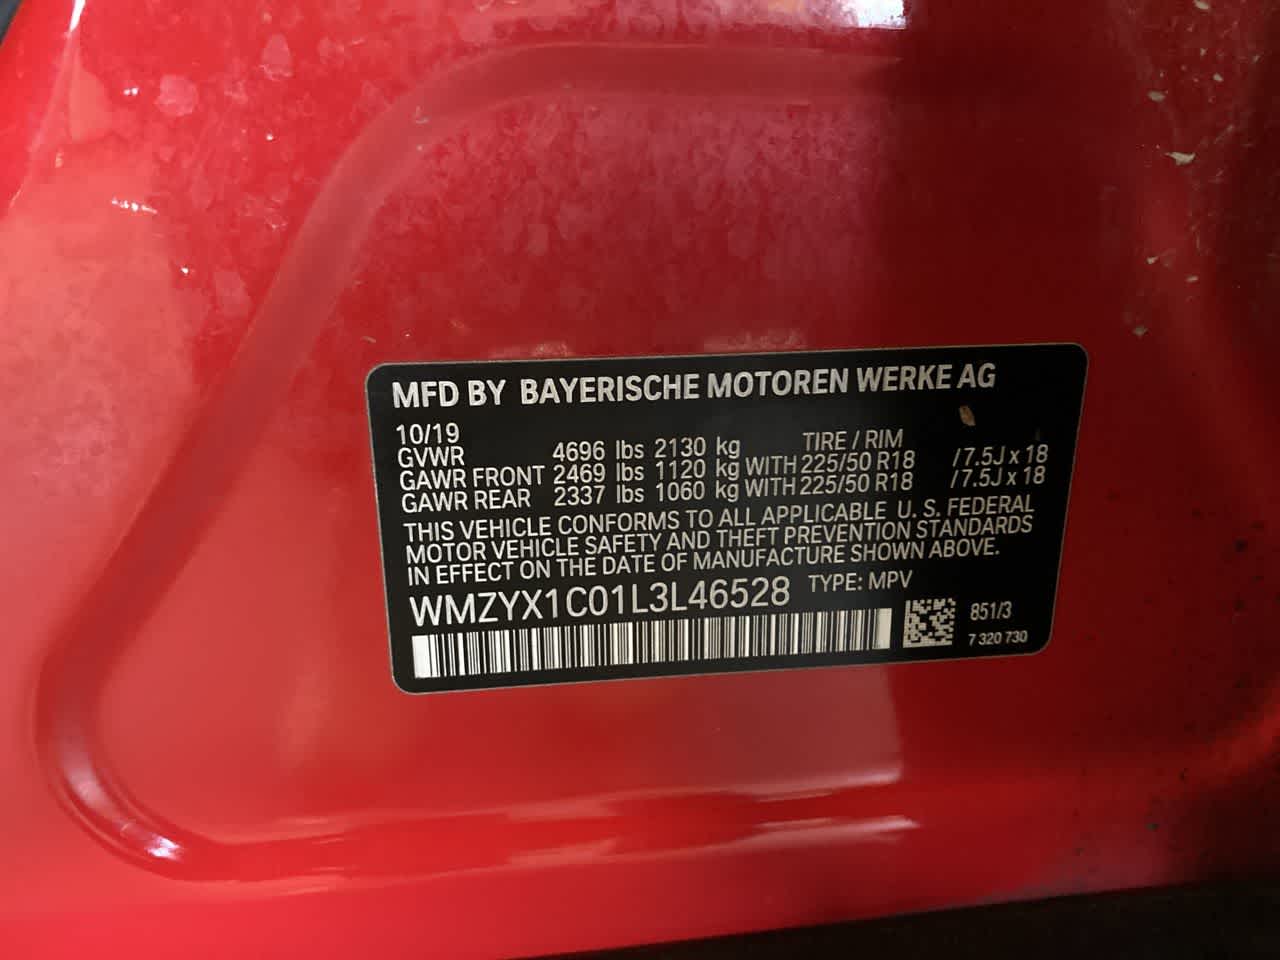 MFD BY BAYERISCHE MOTOREN WERKE AG
10/19 TIRE / RIM
GVWR 4696 lbs 2130 kg
GAWR FRONT 2469 lbs 1120 kg WITH 225/50 R18 / 7.5J x 18
GAWR REAR 2337 lbs 1060 kg WITH 225/50 R18 / 7.5J x 18
THIS VEHICLE CONFORMS TO ALL APPLICABLE U. S. FEDERAL
MOTOR VEHICLE SAFETY AND THEFT PREVENTION STANDARDS
IN EFFECT ON THE DATE OF MANUFACTURE SHOWN ABOVE.
WMZYX1C01L3L46528 TYPE: MPV
851/3
7 320 730